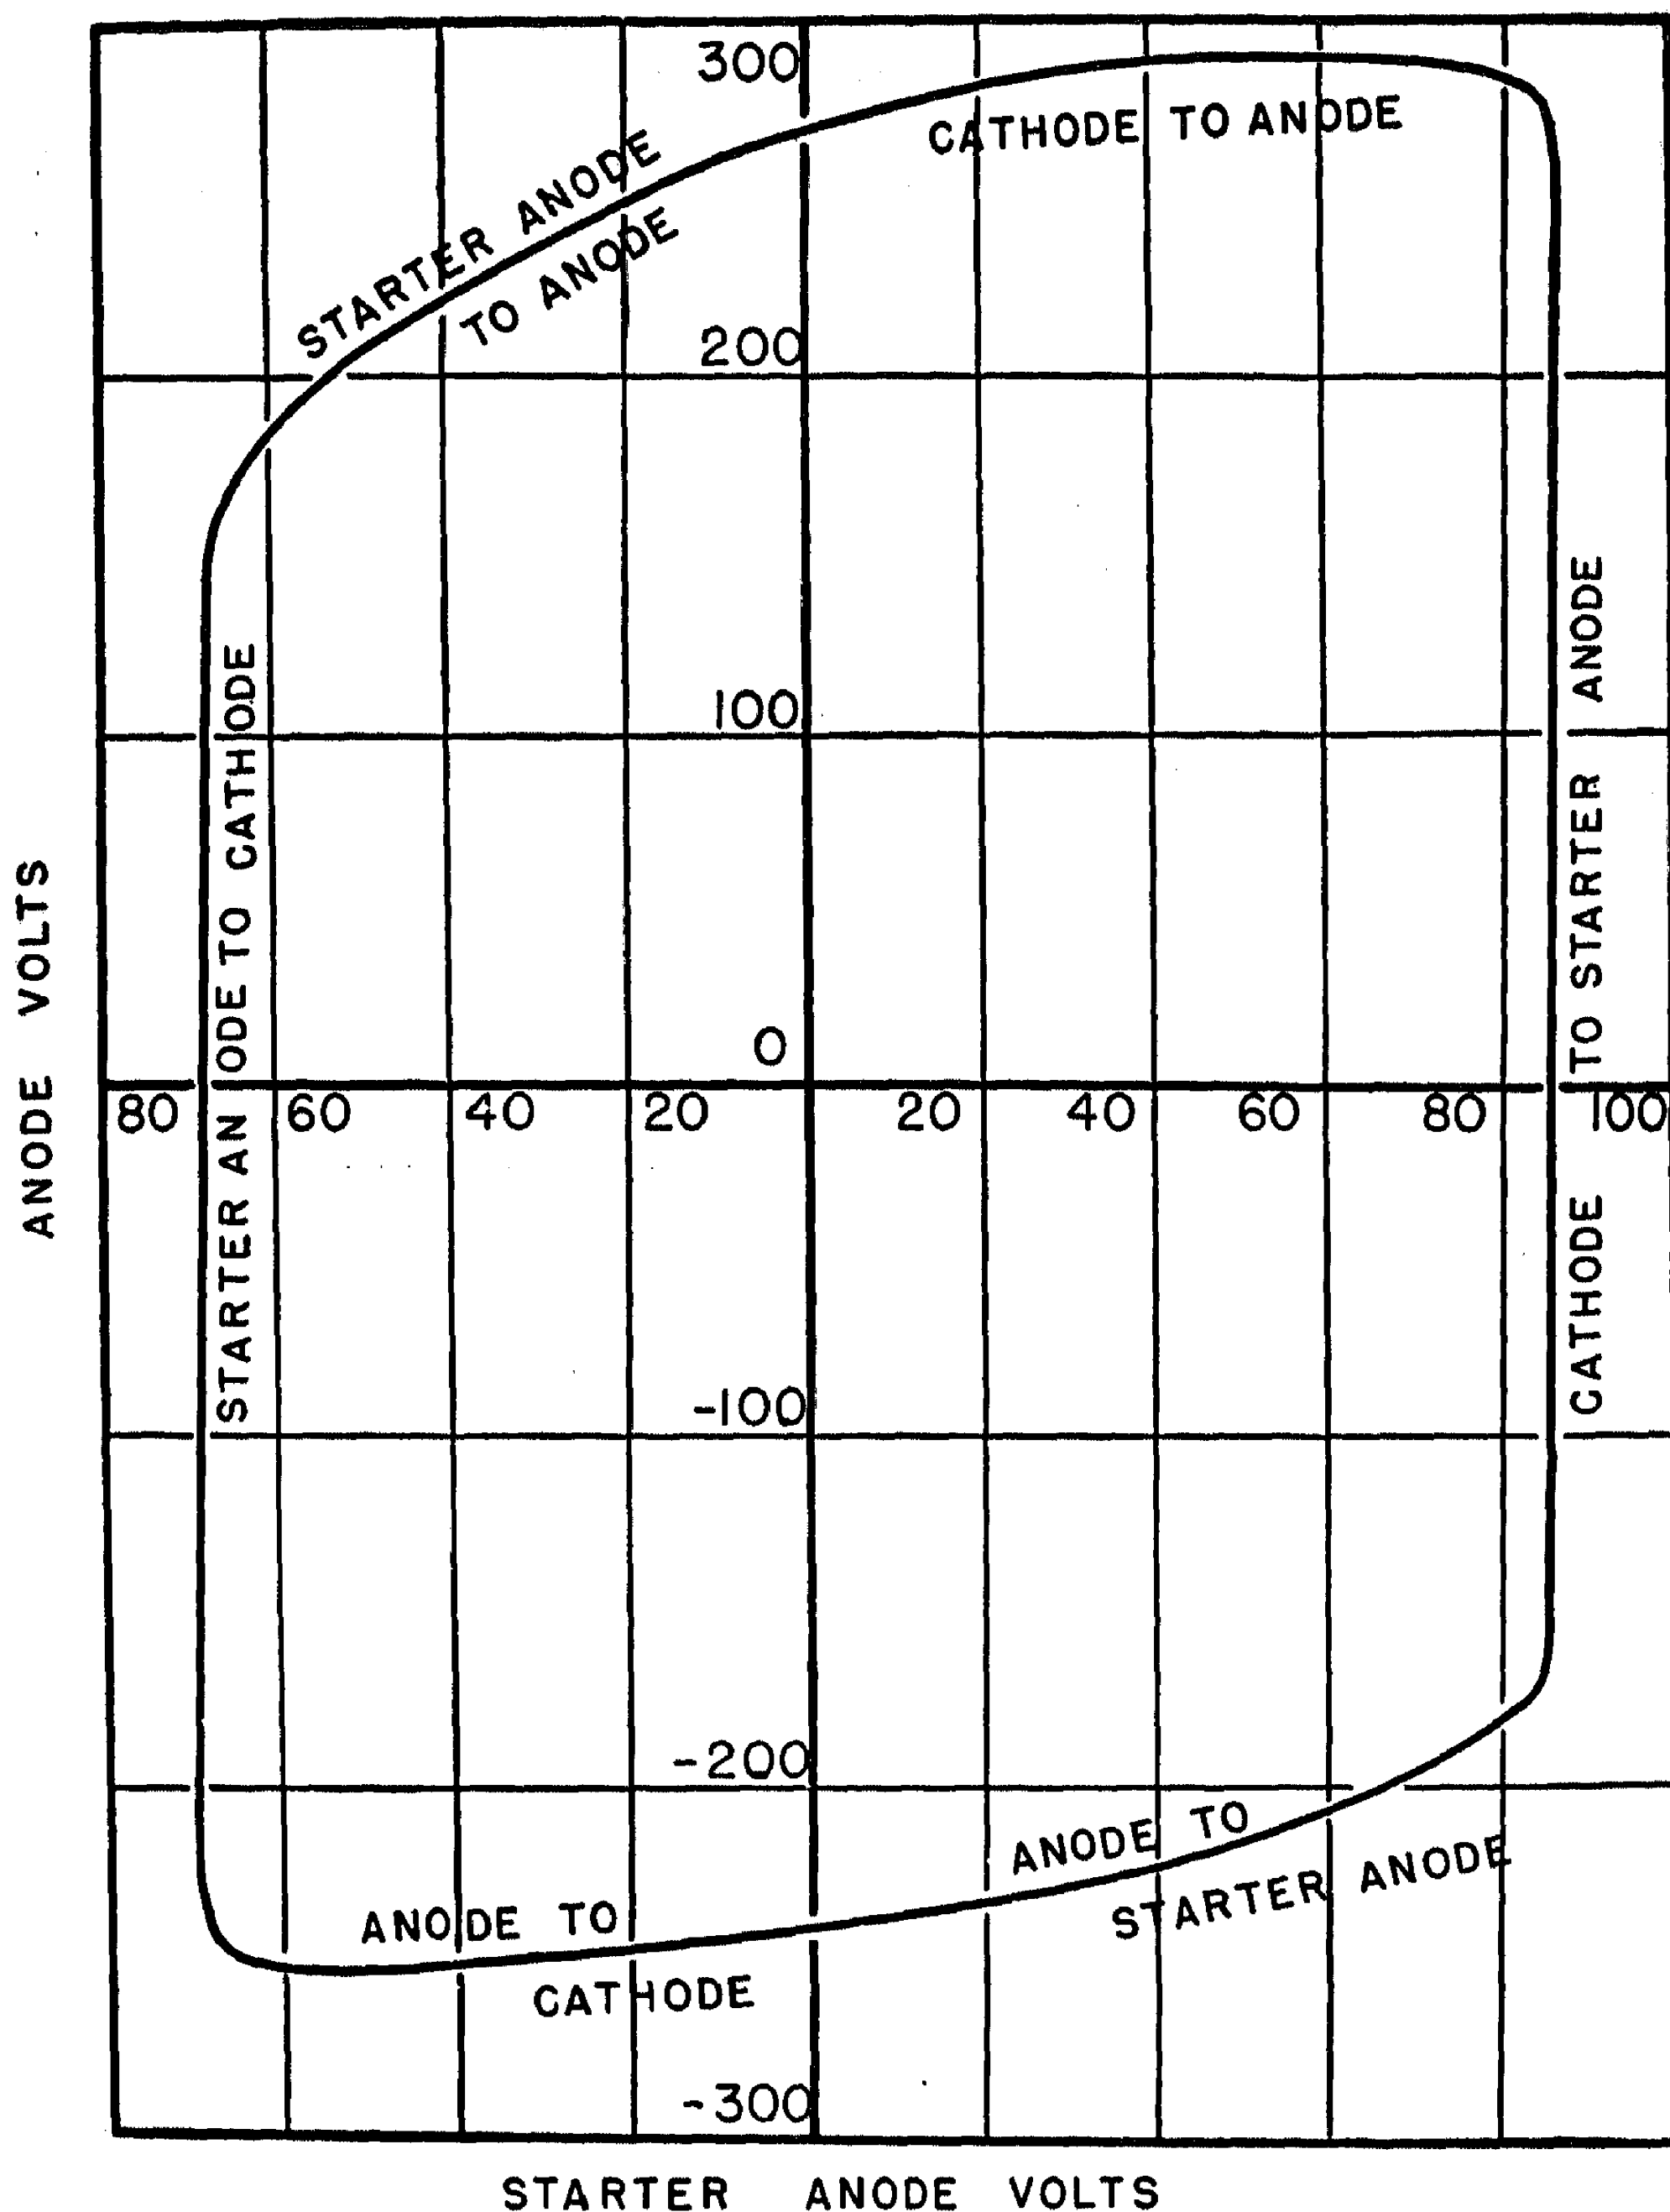 300
CATHODE TO ANODE
STARTER ANODE
TO ANODE
200
100
STARTER ANODE TO CATHODE
CATHODE TO STARTER ANODE
ANODE VOLTS
0
80 60 40 20 20 40 60 80 100
-100
-200
ANODE TO
STARTER ANODE
ANODE TO
CATHODE
-300
STARTER ANODE VOLTS